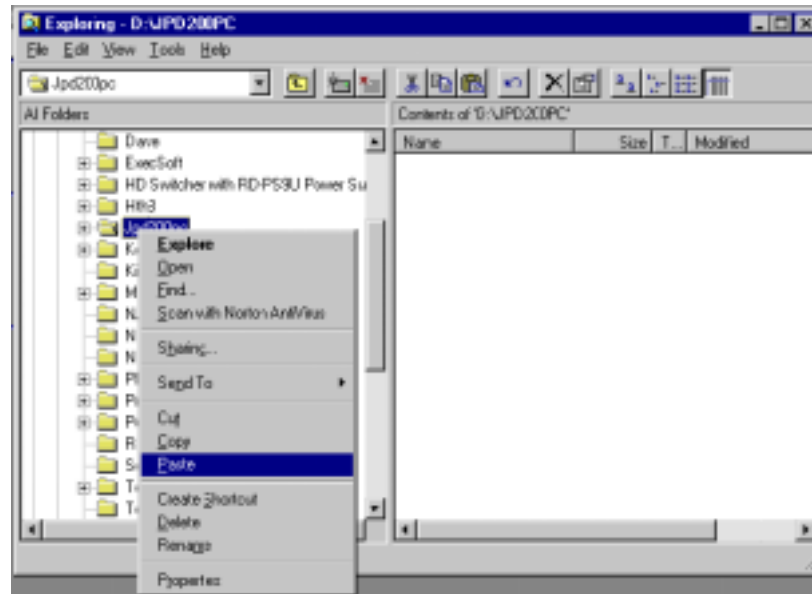 Exploring - D:\JPD200PC
File Edit View Tools Help
Jpd200pc
All Folders
Contents of 'D:\JPD200PC'
Name Size T... Modified
Dave
ExecSoft
HD Switcher with RD-PS9U Power Su
Hth3
Jpd200pc
Explore
Open
Find...
Scan with Norton AntiVirus
Sharing...
Send To
Cut
Copy
Paste
Create Shortcut
Delete
Rename
Properties